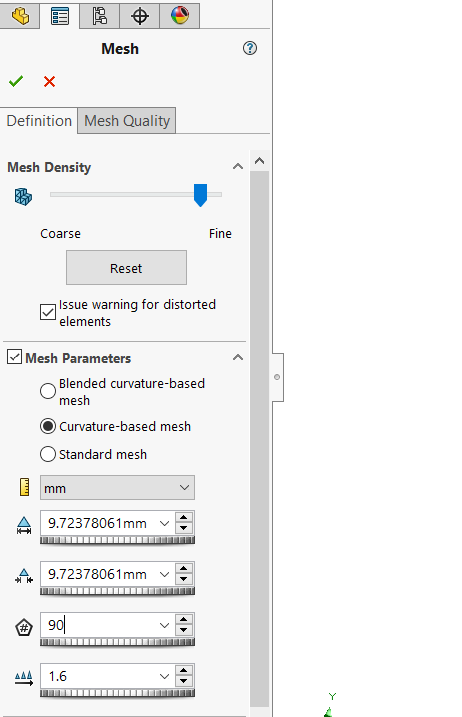 Mesh
Definition
Mesh Quality
Mesh Density
Coarse
Fine
Reset
Issue warning for distorted
elements
Mesh Parameters
Blended curvature-based
mesh
Curvature-based mesh
Standard mesh
mm
9.72378061mm
9.72378061mm
90
1.6
Y